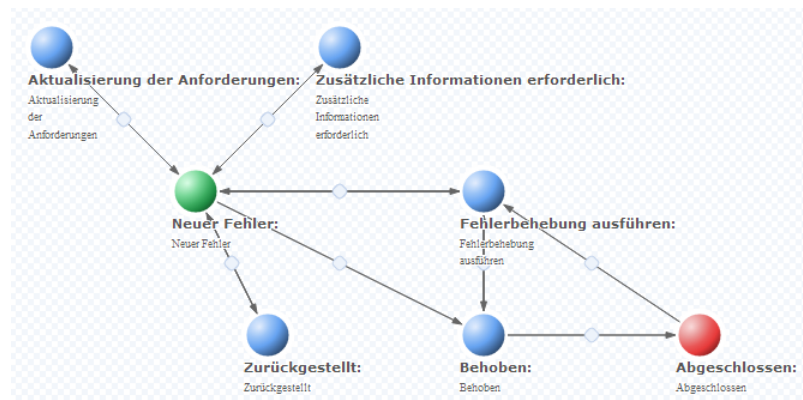 Aktualisierung der Anforderungen:
Aktualisierung
der
Anforderungen
Zusätzliche Informationen erforderlich:
Zusätzliche
Informationen
erforderlich
Neuer Fehler:
Neuer Fehler
Fehlerbehebung ausführen:
Fehlerbehebung
ausführen
Zurückgestellt:
Zurückgestellt
Behoben:
Behoben
Abgeschlossen:
Abgeschlossen